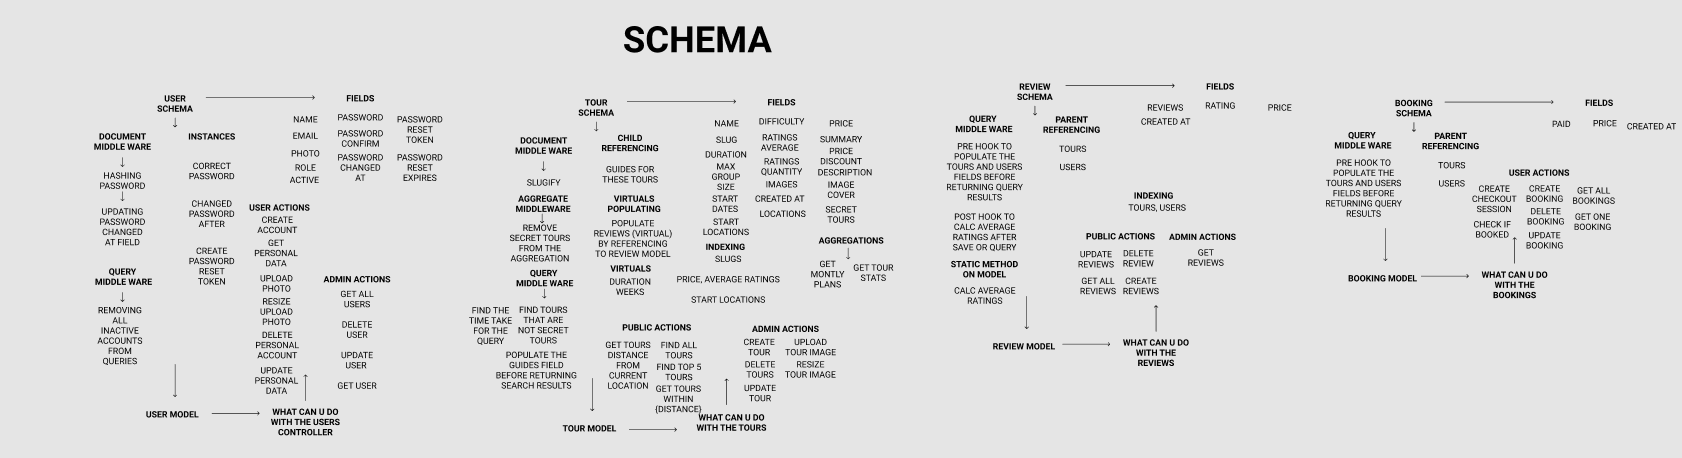 SCHEMA
USER
SCHEMA
FIELDS
NAME
EMAIL
PHOTO
ROLE
ACTIVE
PASSWORD
PASSWORD
CONFIRM
PASSWORD
CHANGED
AT
PASSWORD
RESET
TOKEN
PASSWORD
RESET
EXPIRES
DOCUMENT
MIDDLE WARE
HASHING
PASSWORD
UPDATING
PASSWORD
CHANGED
AT FIELD
QUERY
MIDDLE WARE
REMOVING
ALL
INACTIVE
ACCOUNTS
FROM
QUERIES
INSTANCES
CORRECT
PASSWORD
CHANGED
PASSWORD
AFTER
CREATE
PASSWORD
RESET
TOKEN
USER ACTIONS
CREATE
ACCOUNT
GET
PERSONAL
DATA
UPLOAD
PHOTO
RESIZE
UPLOAD
PHOTO
DELETE
PERSONAL
ACCOUNT
UPDATE
PERSONAL
DATA
ADMIN ACTIONS
GET ALL
USERS
DELETE
USER
UPDATE
USER
GET USER
USER MODEL
WHAT CAN U DO
WITH THE USERS
CONTROLLER
TOUR
SCHEMA
FIELDS
NAME
SLUG
DURATION
MAX
GROUP
SIZE
START
DATES
START
LOCATIONS
DIFFICULTY
RATINGS
AVERAGE
RATINGS
QUANTITY
IMAGES
CREATED AT
LOCATIONS
PRICE
SUMMARY
PRICE
DISCOUNT
DESCRIPTION
IMAGE
COVER
SECRET
TOURS
DOCUMENT
MIDDLE WARE
SLUGIFY
AGGREGATE
MIDDLEWARE
REMOVE
SECRET TOURS
FROM THE
AGGREGATION
QUERY
MIDDLE WARE
FIND THE
TIME TAKE
FOR THE
QUERY
FIND TOURS
THAT ARE
NOT SECRET
TOURS
POPULATE THE
GUIDES FIELD
BEFORE RETURNING
SEARCH RESULTS
CHILD
REFERENCING
GUIDES FOR
THESE TOURS
VIRTUALS
POPULATING
POPULATE
REVIEWS (VIRTUAL)
BY REFERENCING
TO REVIEW MODEL
VIRTUALS
DURATION
WEEKS
INDEXING
SLUGS
PRICE, AVERAGE RATINGS
START LOCATIONS
AGGREGATIONS
GET
MONTLY
PLANS
GET TOUR
STATS
PUBLIC ACTIONS
GET TOURS
DISTANCE
FROM
CURRENT
LOCATION
FIND ALL
TOURS
FIND TOP 5
TOURS
GET TOURS
WITHIN
{DISTANCE}
ADMIN ACTIONS
CREATE
TOUR
DELETE
TOURS
UPDATE
TOUR
UPLOAD
TOUR IMAGE
RESIZE
TOUR IMAGE
TOUR MODEL
WHAT CAN U DO
WITH THE TOURS
REVIEW
SCHEMA
FIELDS
REVIEWS
RATING
PRICE
CREATED AT
QUERY
MIDDLE WARE
PRE HOOK TO
POPULATE THE
TOURS AND USERS
FIELDS BEFORE
RETURNING QUERY
RESULTS
POST HOOK TO
CALC AVERAGE
RATINGS AFTER
SAVE OR QUERY
STATIC METHOD
ON MODEL
CALC AVERAGE
RATINGS
PARENT
REFERENCING
TOURS
USERS
INDEXING
TOURS, USERS
PUBLIC ACTIONS
UPDATE
REVIEWS
DELETE
REVIEW
GET ALL
REVIEWS
CREATE
REVIEWS
ADMIN ACTIONS
GET
REVIEWS
REVIEW MODEL
WHAT CAN U DO
WITH THE
REVIEWS
BOOKING
SCHEMA
FIELDS
PAID
PRICE
CREATED AT
QUERY
MIDDLE WARE
PRE HOOK TO
POPULATE THE
TOURS AND USERS
FIELDS BEFORE
RETURNING QUERY
RESULTS
PARENT
REFERENCING
TOURS
USERS
USER ACTIONS
CREATE
CHECKOUT
SESSION
CHECK IF
BOOKED
CREATE
BOOKING
DELETE
BOOKING
UPDATE
BOOKING
GET ALL
BOOKINGS
GET ONE
BOOKING
BOOKING MODEL
WHAT CAN U DO
WITH THE
BOOKINGS